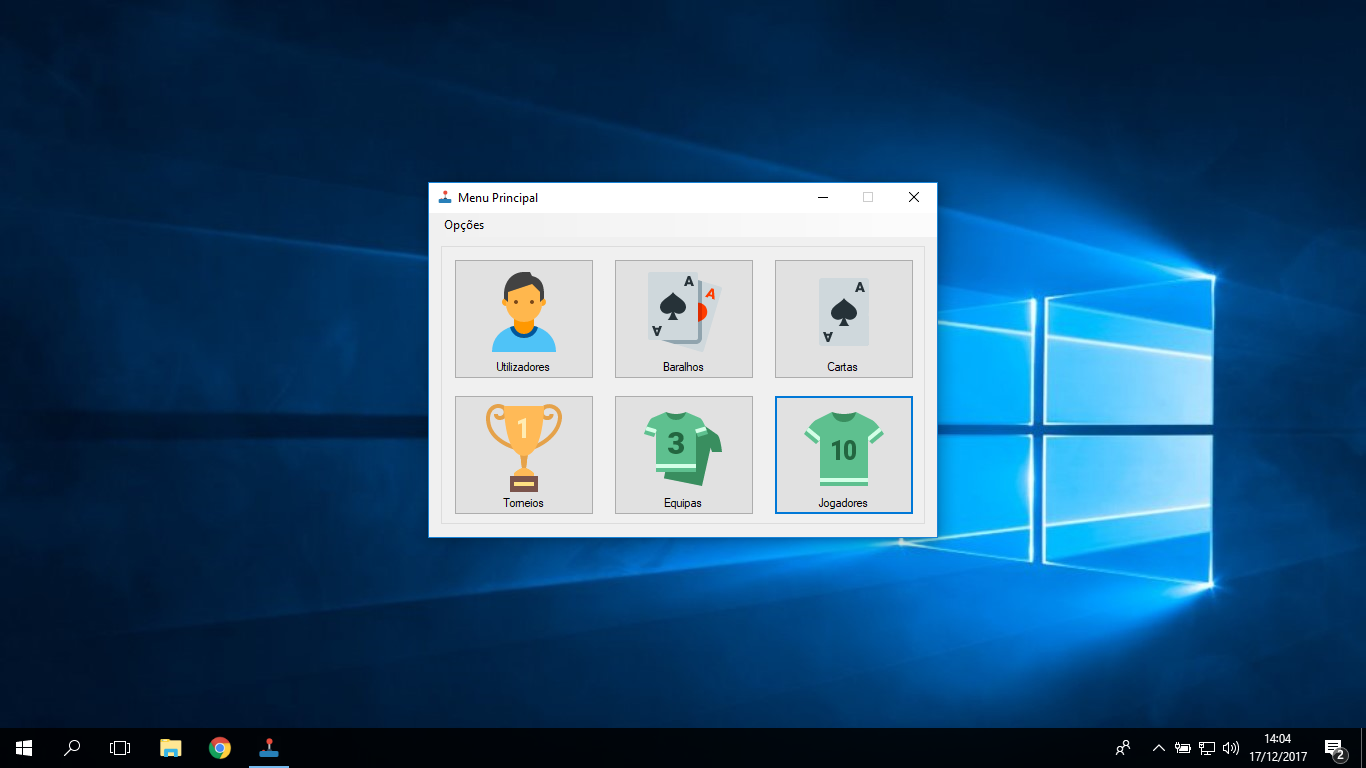 Menu Principal
Opções
A A
A
Utilizadores
Baralhos
A
A
Cartas
1
Torneios
3
Equipas
10
Jogadores
14:04
17/12/2017
2